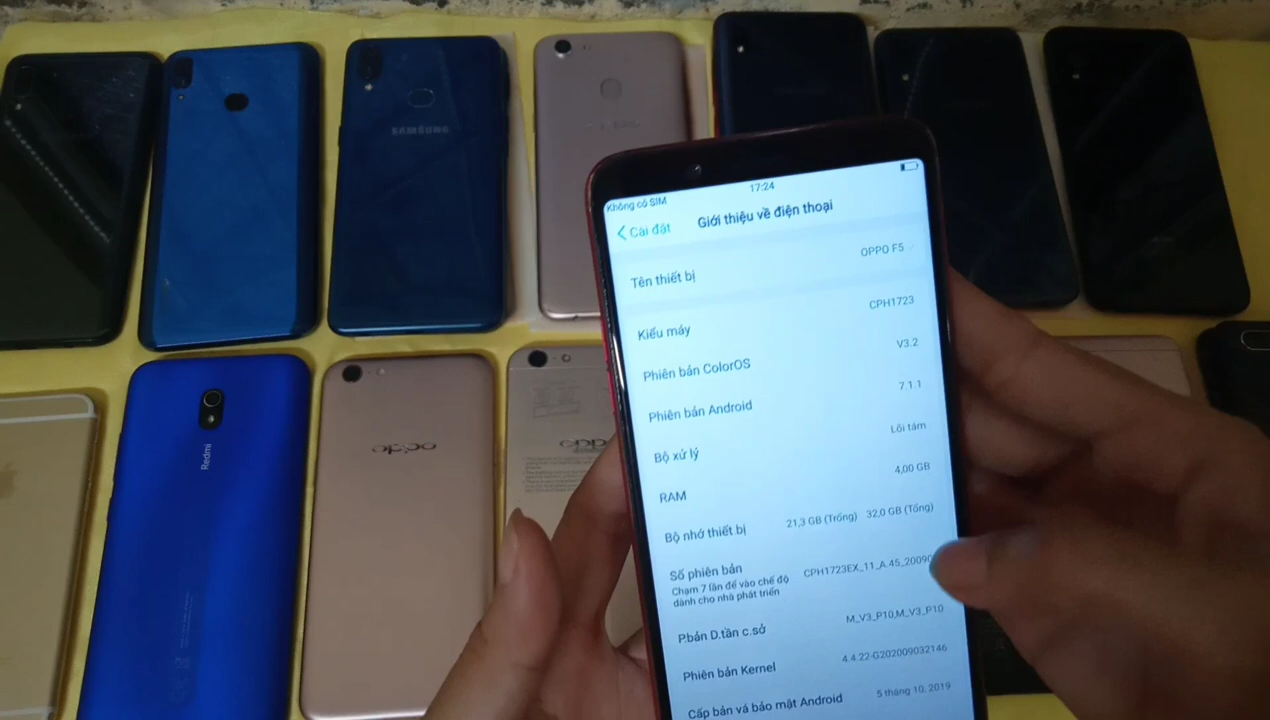 SAMSUNG
Không có SIM
17:24
Cài đặt
Giới thiệu về điện thoại
Tên thiết bị
OPPO F5
Kiểu máy
CPH1723
Phiên bản ColorOS
V3.2
Phiên bản Android
7.1.1
Bộ xử lý
Lõi tám
RAM
4,00 GB
Bộ nhớ thiết bị
21,3 GB (Trống) 32,0 GB (Tổng)
Số phiên bản
Chạm 7 lần để vào chế độ
dành cho nhà phát triển
CPH1723EX_11_A.45_2009
P.bản D.tần c.sở
M_V3_P10,M_V3_P10
Phiên bản Kernel
4.4.22-G202009032146
Cấp bản vá bảo mật Android
5 tháng 10, 2019
Redmi
oppo
oppo